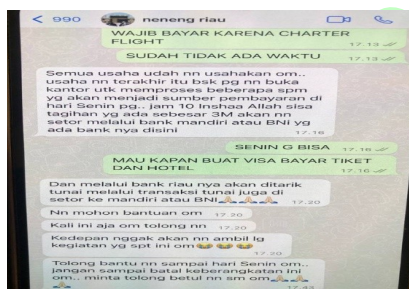 990
neneng riau
WAJIB BAYAR KARENA CHARTER
FLIGHT
17.13
SUDAH TIDAK ADA WAKTU
17.13
Semua usaha udah nn usahakan om..
usaha nn terakhir itu bsk pg nn buka
kantor utk memproses beberapa spm
yg akan menjadi sumber pembayaran di
hari Senin pg.. jam 10 Inshaa Allah sisa
tagihan yg ada sebesar 3M akan nn
setor melalui bank mandiri atau BNi yg
ada bank nya disini
17.16
SENIN G BISA
17.16
MAU KAPAN BUAT VISA BAYAR TIKET
DAN HOTEL
17.16
Dan melalui bank riau nya akan ditarik
tunai melalui transaksi tunai juga di
setor ke mandiri atau BNI🙏🙏🙏🙏
17.20
Nn mohon bantuan om
17.20
Kali ini aja om tolong nn
17.20
Kedepan nggak akan nn ambil lg
kegiatan yg spt ini om😂😂😂
17.20
Tolong bantu nn sampai hari Senin om..
jangan sampai batal keberangkatan ini
om.. minta tolong betul nn sm om🙏🙏
🙏
17.43